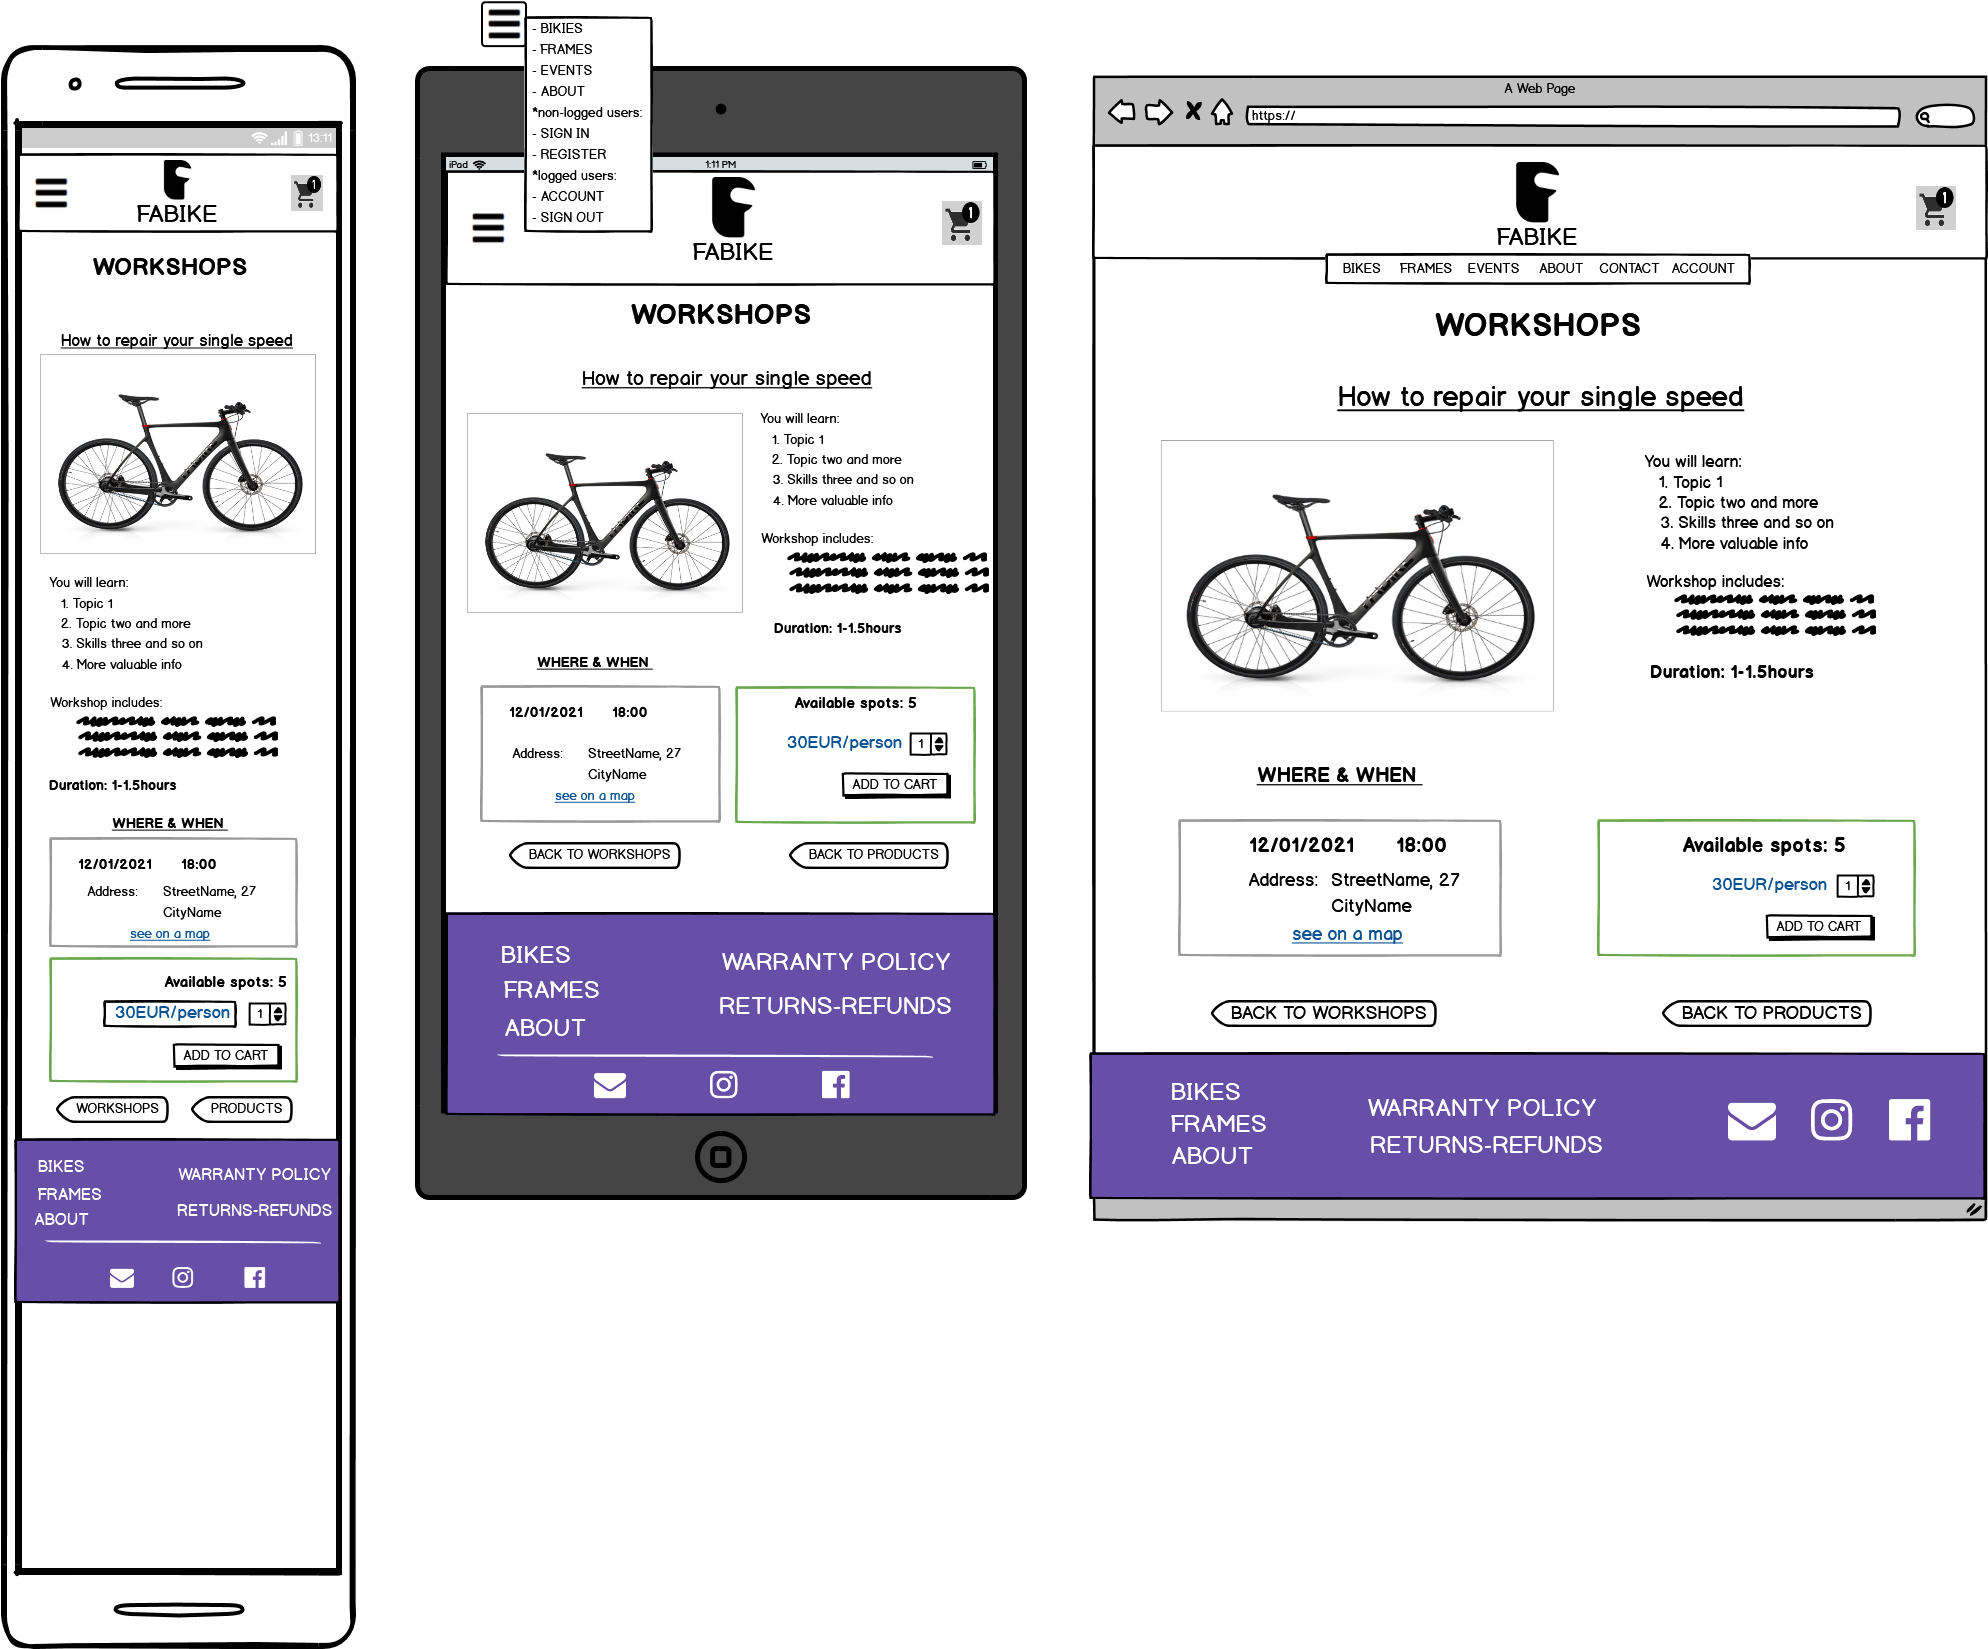 13:11
1
FABIKE
WORKSHOPS
How to repair your single speed
You will learn:
1. Topic 1
2. Topic two and more
3. Skills three and so on
4. More valuable info
Workshop includes:
Duration: 1-1.5hours
WHERE & WHEN
12/01/2021 18:00
Address: StreetName, 27
CityName
see on a map
Available spots: 5
30EUR/person 1
ADD TO CART
WORKSHOPS PRODUCTS
BIKES
FRAMES
ABOUT
WARRANTY POLICY
RETURNS-REFUNDS
- BIKIES
- FRAMES
- EVENTS
- ABOUT
*non-logged users:
- SIGN IN
- REGISTER
*logged users:
- ACCOUNT
- SIGN OUT
iPad 1:11 PM
1
FABIKE
WORKSHOPS
How to repair your single speed
You will learn:
1. Topic 1
2. Topic two and more
3. Skills three and so on
4. More valuable info
Workshop includes:
Duration: 1-1.5hours
WHERE & WHEN
12/01/2021 18:00
Address: StreetName, 27
CityName
see on a map
Available spots: 5
30EUR/person 1
ADD TO CART
BACK TO WORKSHOPS BACK TO PRODUCTS
BIKES
FRAMES
ABOUT
WARRANTY POLICY
RETURNS-REFUNDS
A Web Page
https://
1
FABIKE
BIKES FRAMES EVENTS ABOUT CONTACT ACCOUNT
WORKSHOPS
How to repair your single speed
You will learn:
1. Topic 1
2. Topic two and more
3. Skills three and so on
4. More valuable info
Workshop includes:
Duration: 1-1.5hours
WHERE & WHEN
12/01/2021 18:00
Address: StreetName, 27
CityName
see on a map
Available spots: 5
30EUR/person 1
ADD TO CART
BACK TO WORKSHOPS BACK TO PRODUCTS
BIKES
FRAMES
ABOUT
WARRANTY POLICY
RETURNS-REFUNDS